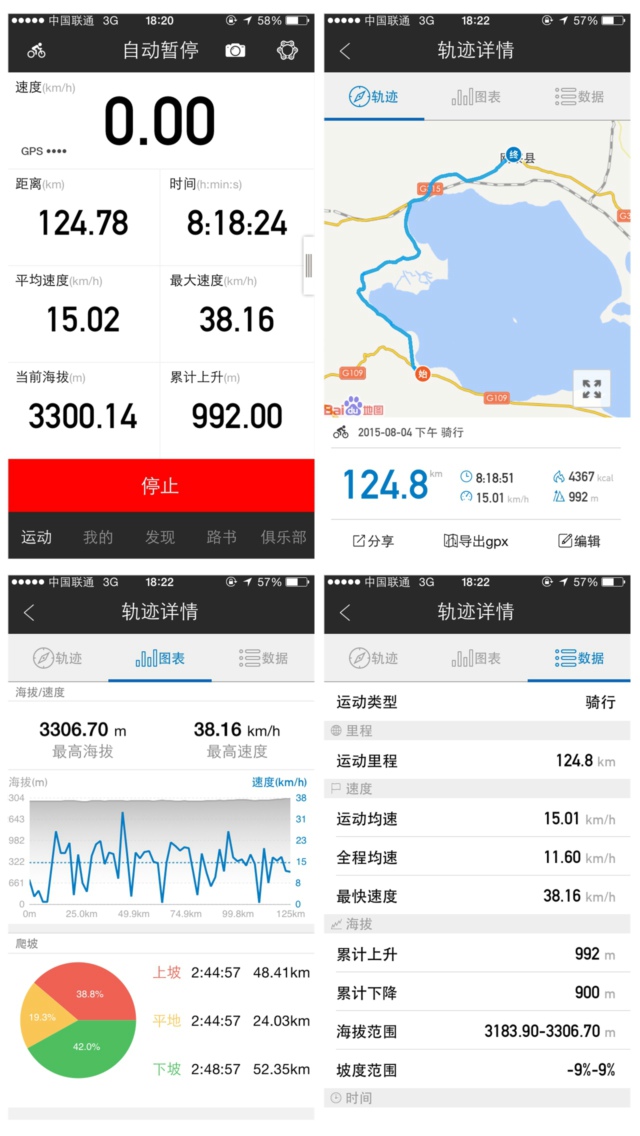 中国联通 3G 18:20 58%
自动暂停
速度(km/h)
0.00
GPS
距离(km) 时间(h:min:s)
124.78 8:18:24
平均速度(km/h) 最大速度(km/h)
15.02 38.16
当前海拔(m) 累计上升(m)
3300.14 992.00
停止
运动 我的 发现 路书 俱乐部
中国联通 3G 18:22 57%
轨迹详情
轨迹 图表 数据
终 县
G315
G3
G109
始
G109
Bai du 地图
2015-08-04 下午 骑行
124.8 km
8:18:51 4367 kcal
15.01 km/h 992 m
分享 导出gpx 编辑
中国联通 3G 18:22 57%
轨迹详情
轨迹 图表 数据
海拔/速度
3306.70 m 38.16 km/h
最高海拔 最高速度
海拔(m) 速度(km/h)
304 38
643 31
982 23
322 15
661 8
0 0
0m 25.0km 49.9km 74.9km 99.8km 125km
爬坡
38.8%
19.3%
42.0%
上坡 2:44:57 48.41km
平地 2:44:57 24.03km
下坡 2:48:57 52.35km
中国联通 3G 18:22 57%
轨迹详情
轨迹 图表 数据
运动类型 骑行
里程
运动里程 124.8 km
速度
运动均速 15.01 km/h
全程均速 11.60 km/h
最快速度 38.16 km/h
海拔
累计上升 992 m
累计下降 900 m
海拔范围 3183.90-3306.70 m
坡度范围 -9%-9%
时间